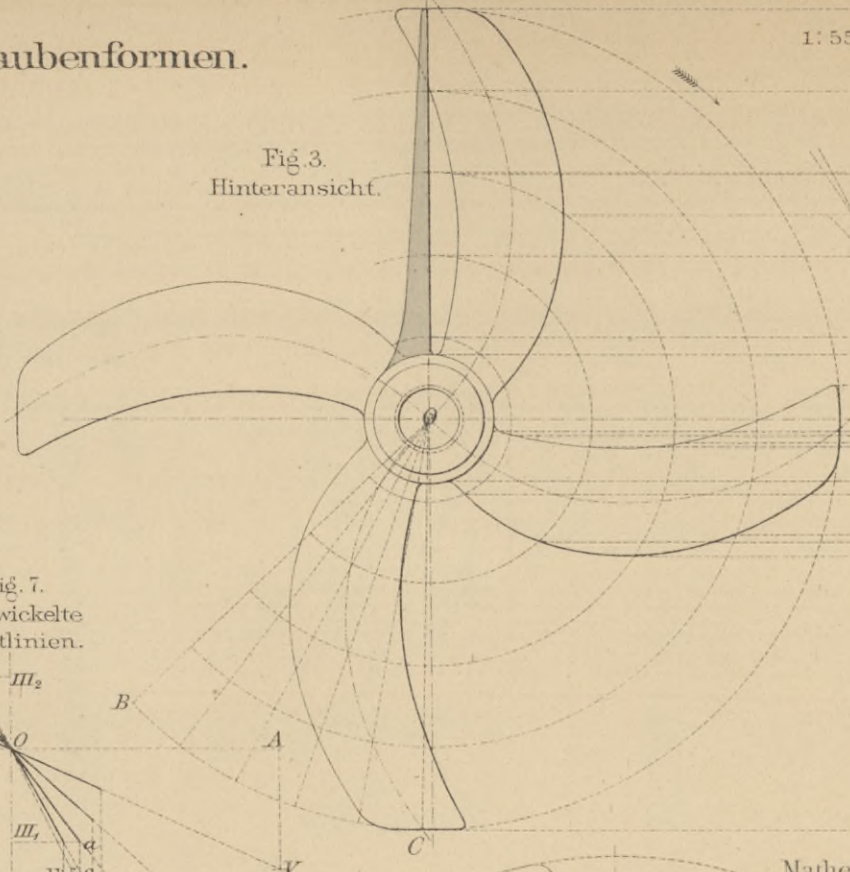 aubenformen.
1:55
Fig.3.
Hinteransicht.
O
ig.7.
wickelte
tlinien.
III₂
B
A
O
III₁
a
C
K
Mathe